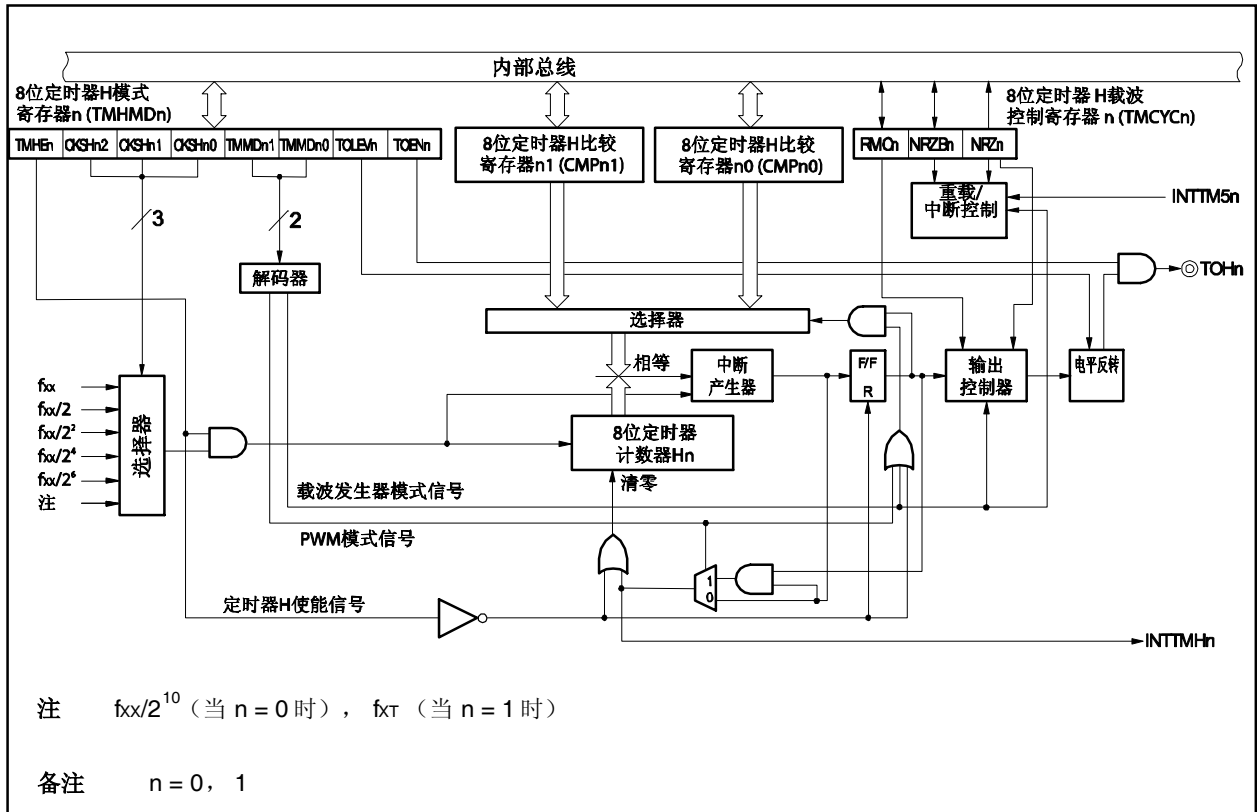 内部总线
8位定时器H模式
寄存器n (TMHMDn)
8位定时器 H载波
控制寄存器 n (TMCYCn)
TMHEn CKSHn2 CKSHn1 CKSHn0 TMMDn1 TMMDn0 TOLEVn TOENn
8位定时器H比较
寄存器n1 (CMPn1)
8位定时器H比较
寄存器n0 (CMPn0)
RMCn NRZBn NRZn
重载/
中断控制
INTTM5n
3
2
解码器
TOHn
选择器
相等
中断
产生器
F/F
R
输出
控制器
电平反转
fxx
fxx/2
fxx/2²
fxx/2⁴
fxx/2⁶
注
选择器
8位定时器
计数器Hn
清零
载波发生器模式信号
PWM模式信号
1
0
定时器H使能信号
INTTMHn
注 fxx/2¹⁰（当 n = 0 时）， fxT （当 n = 1 时）
备注 n = 0， 1